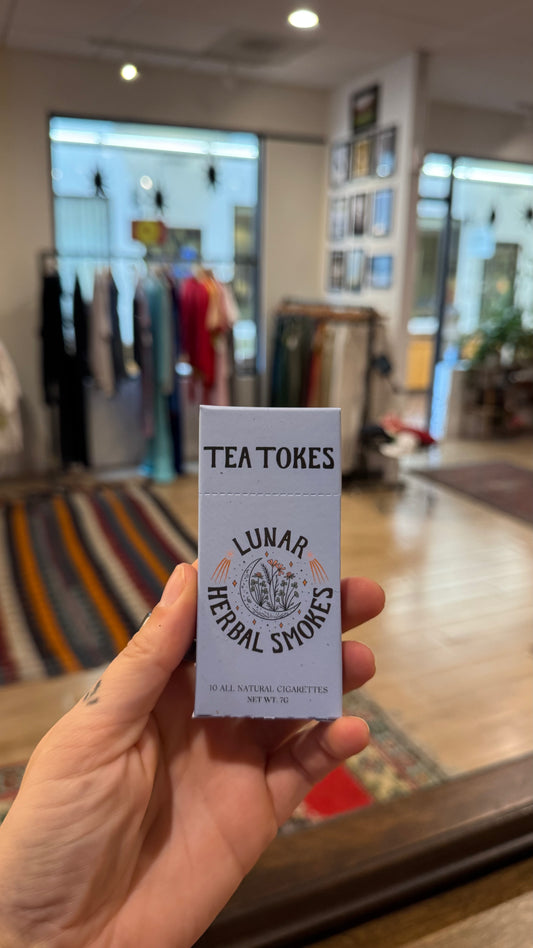 TEA TOKES
LUNAR
HERBAL SMOKES
10 ALL NATURAL CIGARETTES
NET WT. 7G